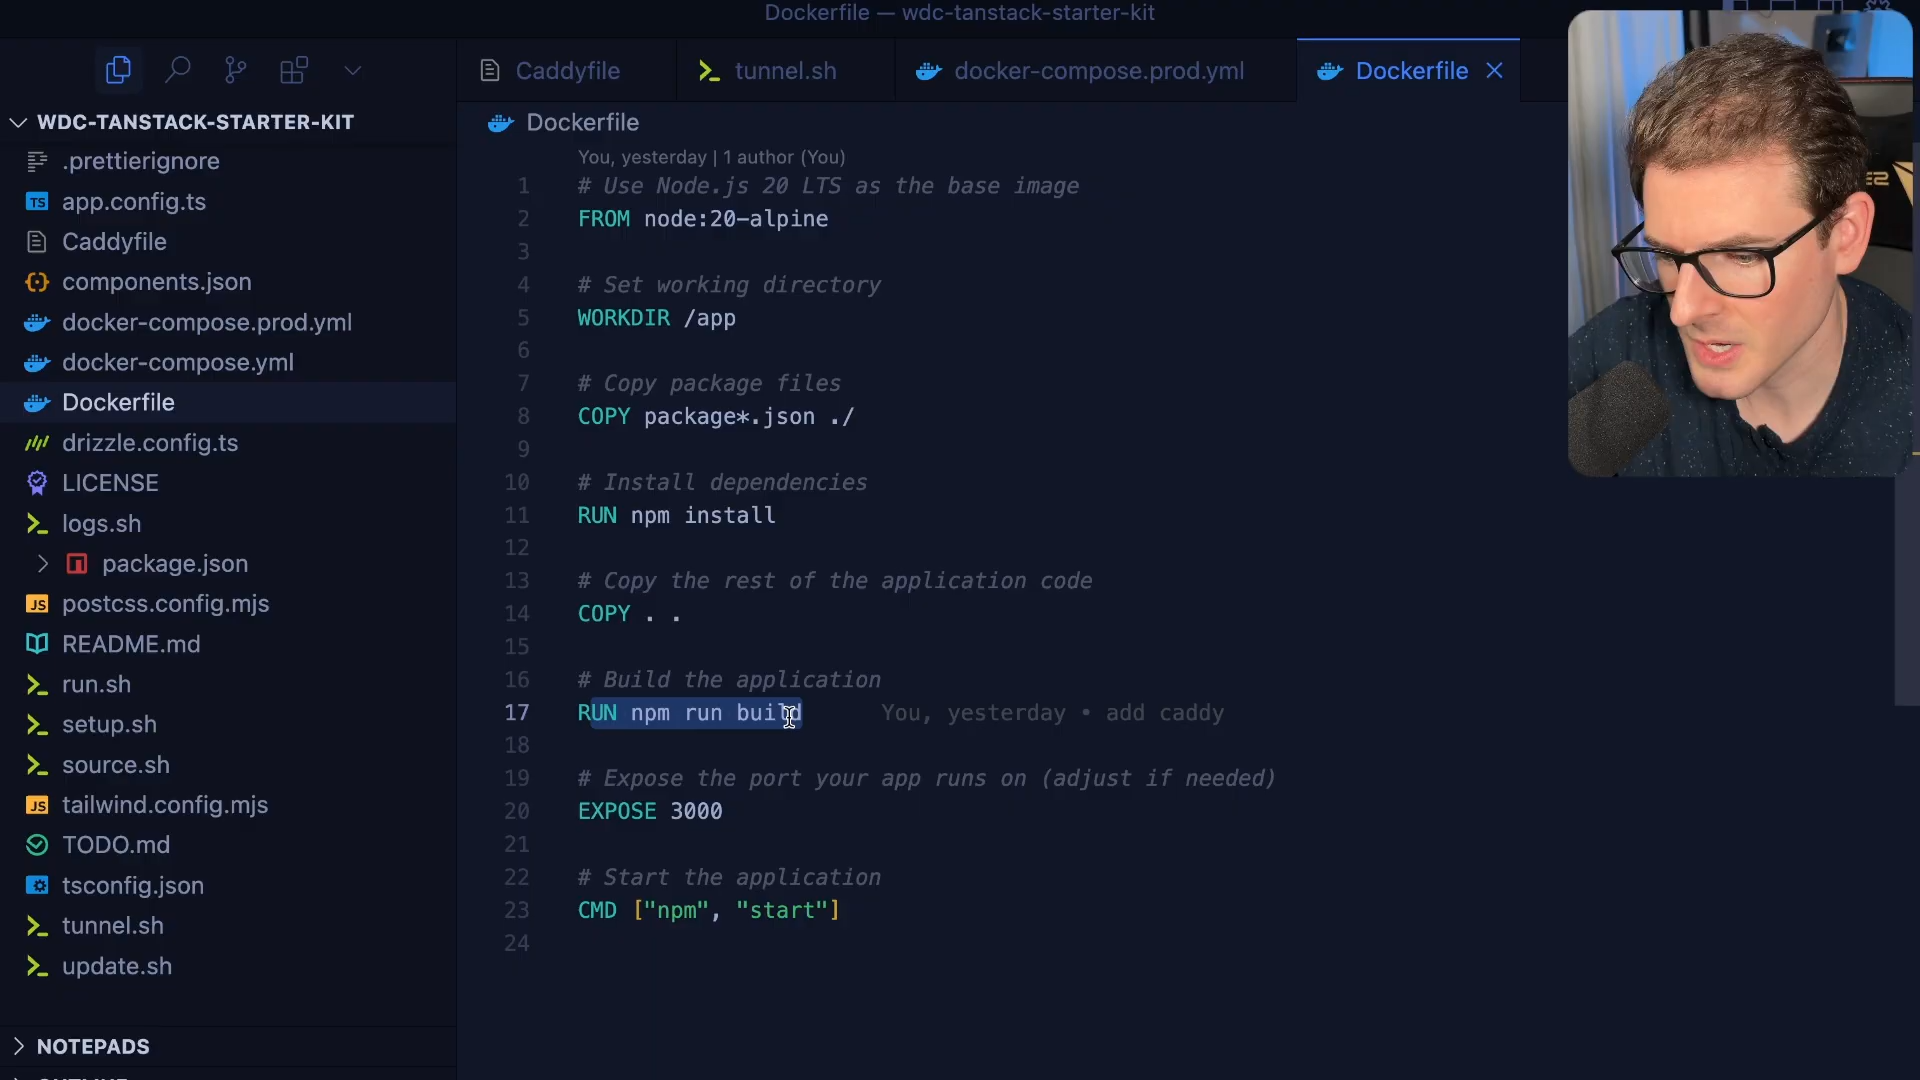 Dockerfile — wdc-tanstack-starter-kit
Caddyfile
tunnel.sh
docker-compose.prod.yml
Dockerfile
WDC-TANSTACK-STARTER-KIT
.prettierignore
TS app.config.ts
Caddyfile
components.json
docker-compose.prod.yml
docker-compose.yml
Dockerfile
drizzle.config.ts
LICENSE
logs.sh
package.json
JS postcss.config.mjs
README.md
run.sh
setup.sh
source.sh
JS tailwind.config.mjs
TODO.md
tsconfig.json
tunnel.sh
update.sh
NOTEPADS
Dockerfile
You, yesterday | 1 author (You)
1 # Use Node.js 20 LTS as the base image
2 FROM node:20-alpine
3
4 # Set working directory
5 WORKDIR /app
6
7 # Copy package files
8 COPY package*.json ./
9
10 # Install dependencies
11 RUN npm install
12
13 # Copy the rest of the application code
14 COPY . .
15
16 # Build the application
17 RUN npm run build You, yesterday • add caddy
18
19 # Expose the port your app runs on (adjust if needed)
20 EXPOSE 3000
21
22 # Start the application
23 CMD ["npm", "start"]
24